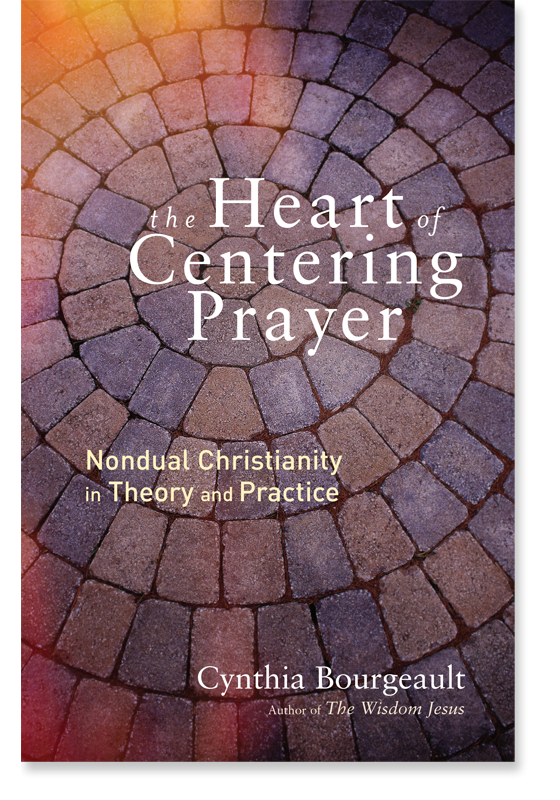 the Heart of
Centering
Prayer
Nondual Christianity
in Theory and Practice
Cynthia Bourgeault
Author of The Wisdom Jesus